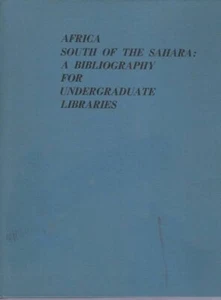 AFRICA
SOUTH OF THE SAHARA:
A BIBLIOGRAPHY
FOR
UNDERGRADUATE
LIBRARIES